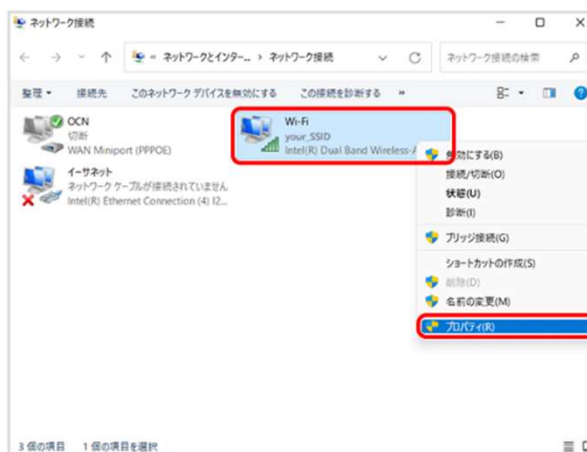 ネットワーク接続
« ネットワークとインター... › ネットワーク接続
ネットワーク接続の検索
整理 接続先 このネットワーク デバイスを無効にする この接続を診断する »
OCN
切断
WAN Miniport (PPPOE)
Wi-Fi
your_SSID
Intel(R) Dual Band Wireless-A
イーサネット
ネットワーク ケーブルが接続されていません
Intel(R) Ethernet Connection (4) I2...
効にする(B)
接続/切断(O)
状態(U)
診断(I)
ブリッジ接続(G)
ショートカットの作成(S)
削除(D)
名前の変更(M)
プロパティ(R)
3 個の項目 1 個の項目を選択